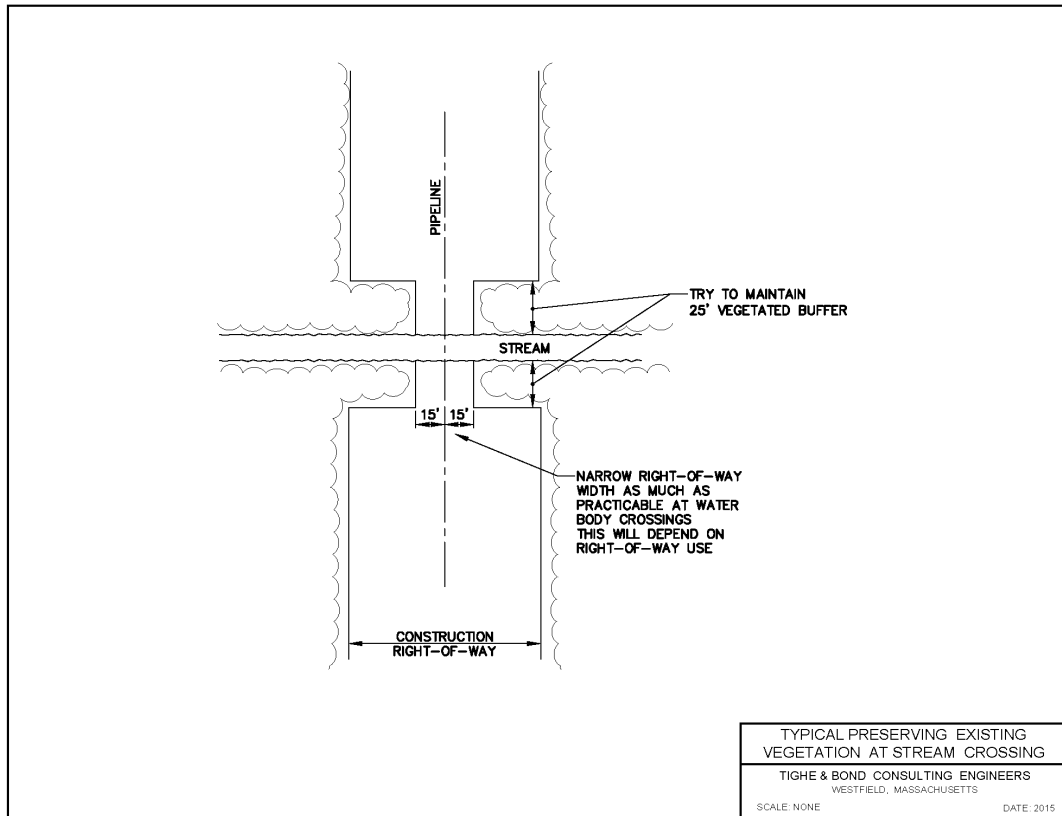 PIPELINE
TRY TO MAINTAIN
25' VEGETATED BUFFER
STREAM
15' 15'
NARROW RIGHT-OF-WAY
WIDTH AS MUCH AS
PRACTICABLE AT WATER
BODY CROSSINGS
THIS WILL DEPEND ON
RIGHT-OF-WAY USE
CONSTRUCTION
RIGHT-OF-WAY
TYPICAL PRESERVING EXISTING
VEGETATION AT STREAM CROSSING
TIGHE & BOND CONSULTING ENGINEERS
WESTFIELD, MASSACHUSETTS
SCALE: NONE DATE: 2015